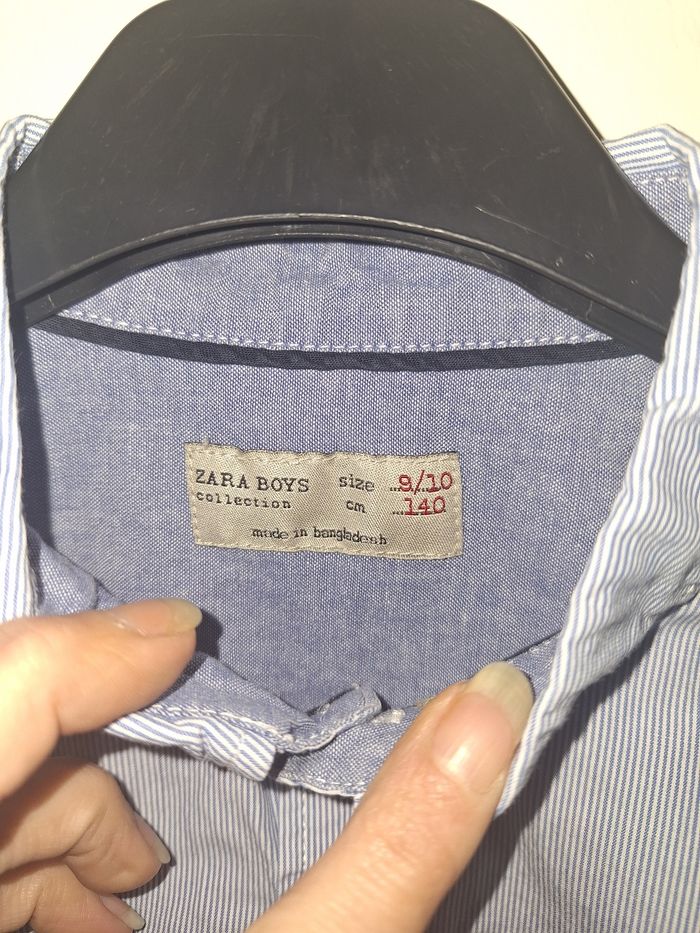 ZARA BOYS size 9/10
collection cm 140
made in bangladesh